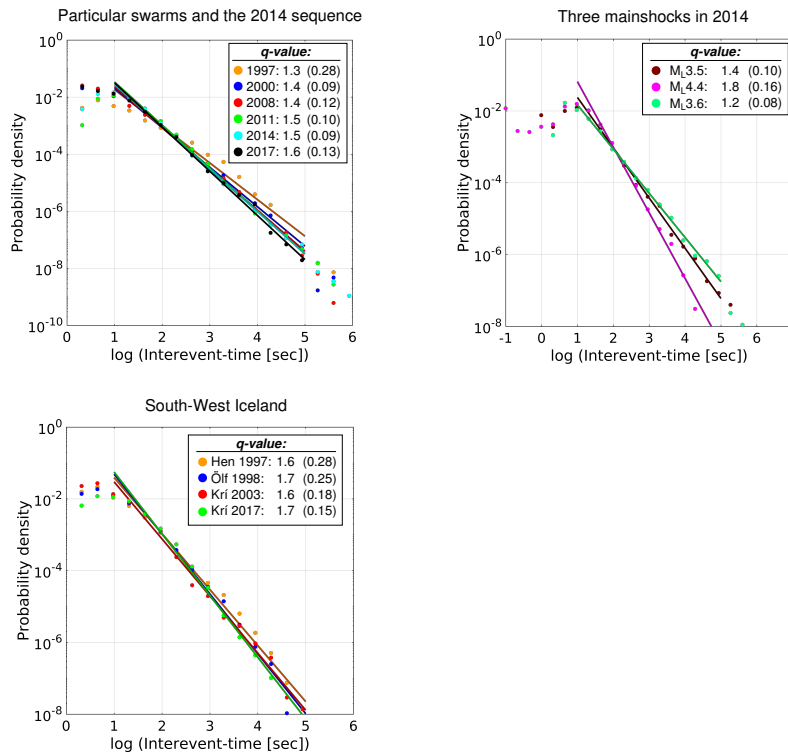 Particular swarms and the 2014 sequence
q-value:
1997: 1.3 (0.28)
2000: 1.4 (0.09)
2008: 1.4 (0.12)
2011: 1.5 (0.10)
2014: 1.5 (0.09)
2017: 1.6 (0.13)
10^0
10^-2
10^-4
10^-6
10^-8
10^-10
Probability density
0 1 2 3 4 5 6
log (Interevent-time [sec])
Three mainshocks in 2014
q-value:
M_L3.5: 1.4 (0.10)
M_L4.4: 1.8 (0.16)
M_L3.6: 1.2 (0.08)
10^0
10^-2
10^-4
10^-6
10^-8
Probability density
-1 0 1 2 3 4 5 6
log (Interevent-time [sec])
South-West Iceland
q-value:
Hen 1997: 1.6 (0.28)
Ölf 1998: 1.7 (0.25)
Krí 2003: 1.6 (0.18)
Krí 2017: 1.7 (0.15)
10^0
10^-2
10^-4
10^-6
10^-8
Probability density
0 1 2 3 4 5 6
log (Interevent-time [sec])